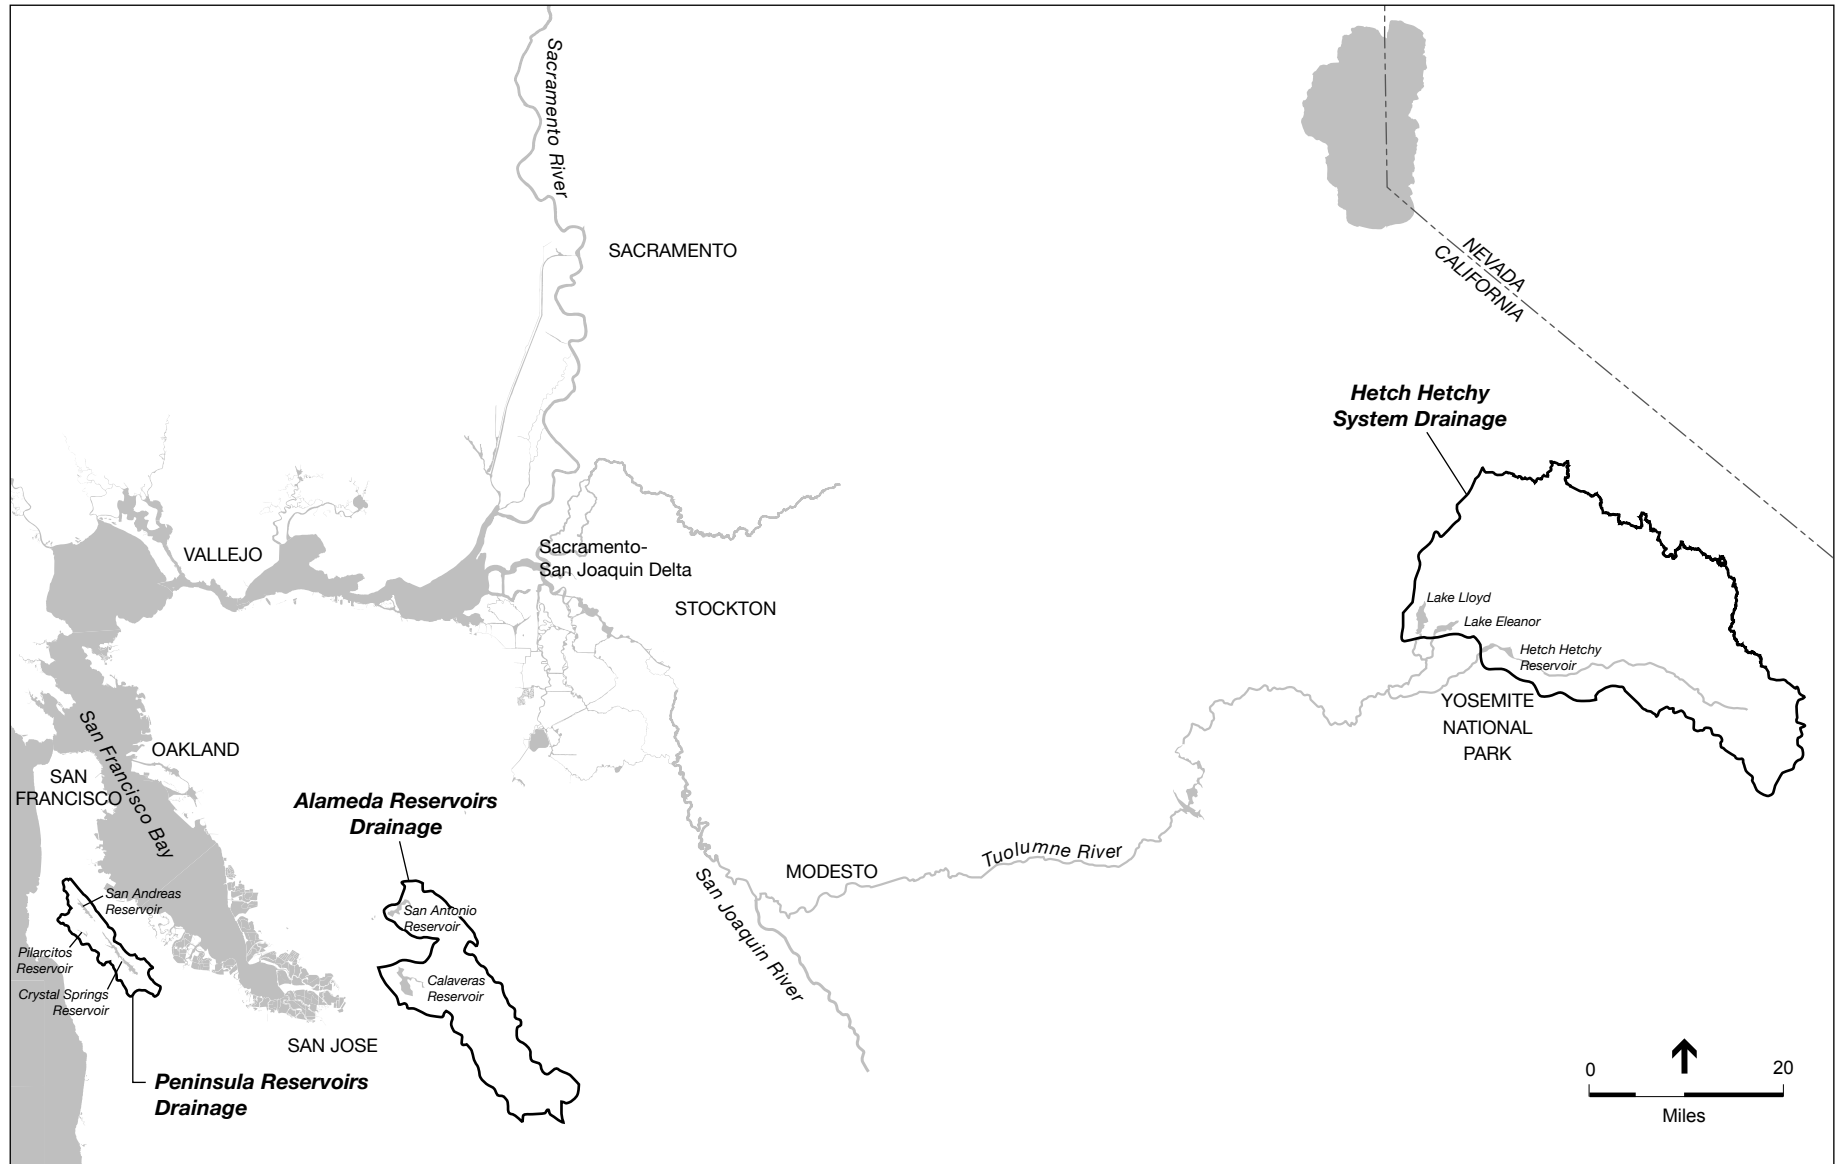 Sacramento River
SACRAMENTO
NEVADA
CALIFORNIA
Hetch Hetchy
System Drainage
VALLEJO
Sacramento-
San Joaquin Delta
STOCKTON
Lake Lloyd
Lake Eleanor
Hetch Hetchy
Reservoir
YOSEMITE
NATIONAL
PARK
San Francisco Bay
OAKLAND
SAN
FRANCISCO
Alameda Reservoirs
Drainage
MODESTO
Tuolumne River
San Joaquin River
San Andreas
Reservoir
San Antonio
Reservoir
Pilarcitos
Reservoir
Crystal Springs
Reservoir
Calaveras
Reservoir
SAN JOSE
Peninsula Reservoirs
Drainage
0 20
Miles